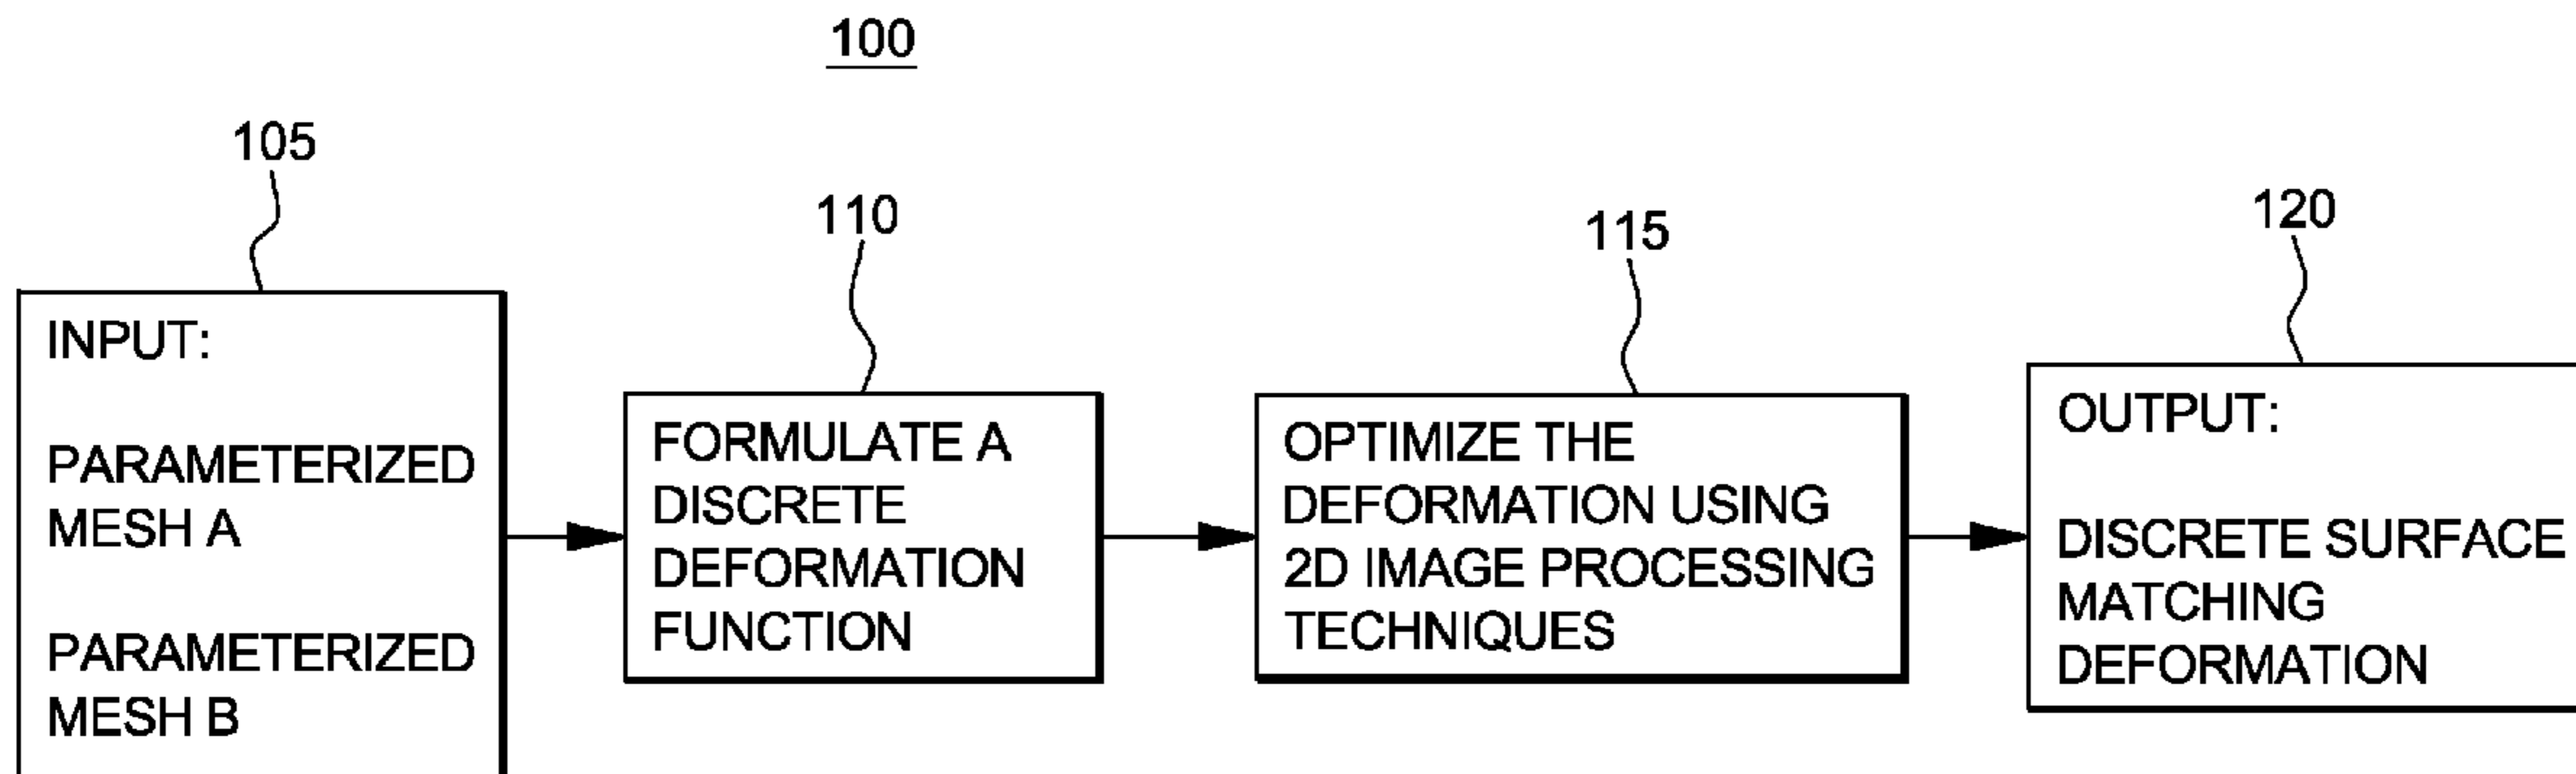 100
105
INPUT:
PARAMETERIZED
MESH A
PARAMETERIZED
MESH B
110
FORMULATE A
DISCRETE
DEFORMATION
FUNCTION
115
OPTIMIZE THE
DEFORMATION USING
2D IMAGE PROCESSING
TECHNIQUES
120
OUTPUT:
DISCRETE SURFACE
MATCHING
DEFORMATION